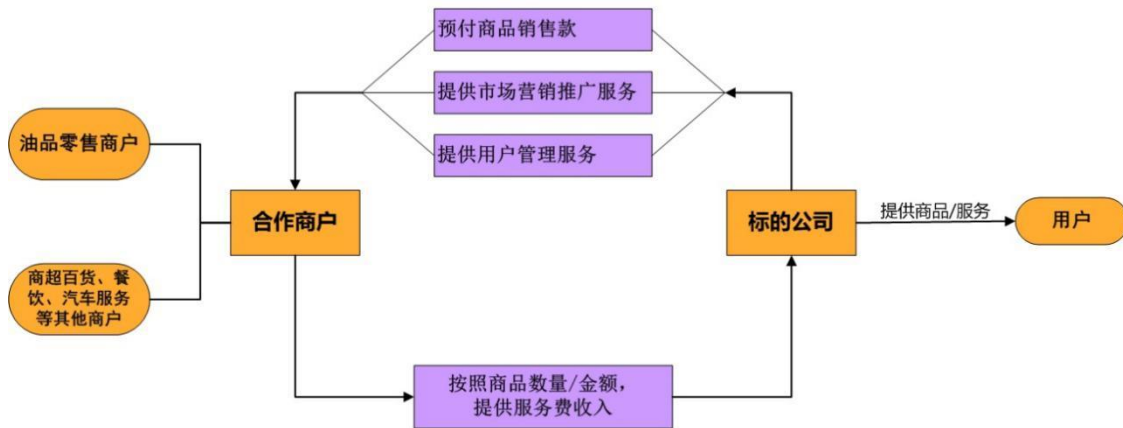 预付商品销售款
提供市场营销推广服务
提供用户管理服务
油品零售商户
合作商户
标的公司
提供商品/服务
用户
商超百货、餐
饮、汽车服务
等其他商户
按照商品数量/金额，
提供服务费收入